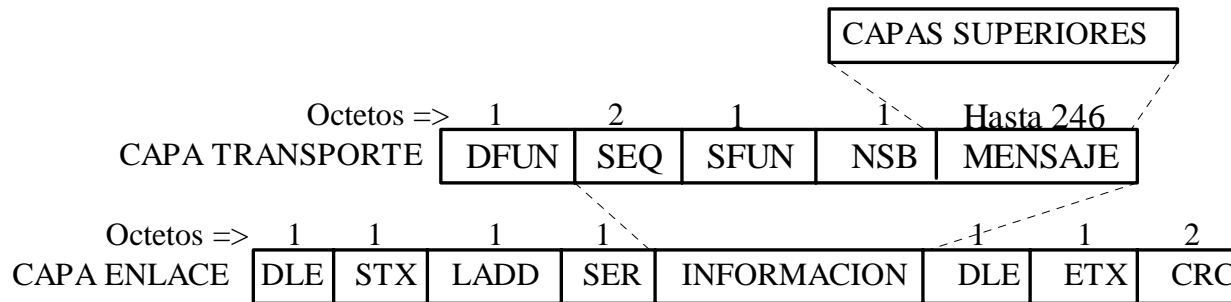 CAPAS SUPERIORES
Octetos => 1 2 1 1 Hasta 246
CAPA TRANSPORTE DFUN SEQ SFUN NSB MENSAJE
Octetos => 1 1 1 1 1 1 2
CAPA ENLACE DLE STX LADD SER INFORMACION DLE ETX CRC